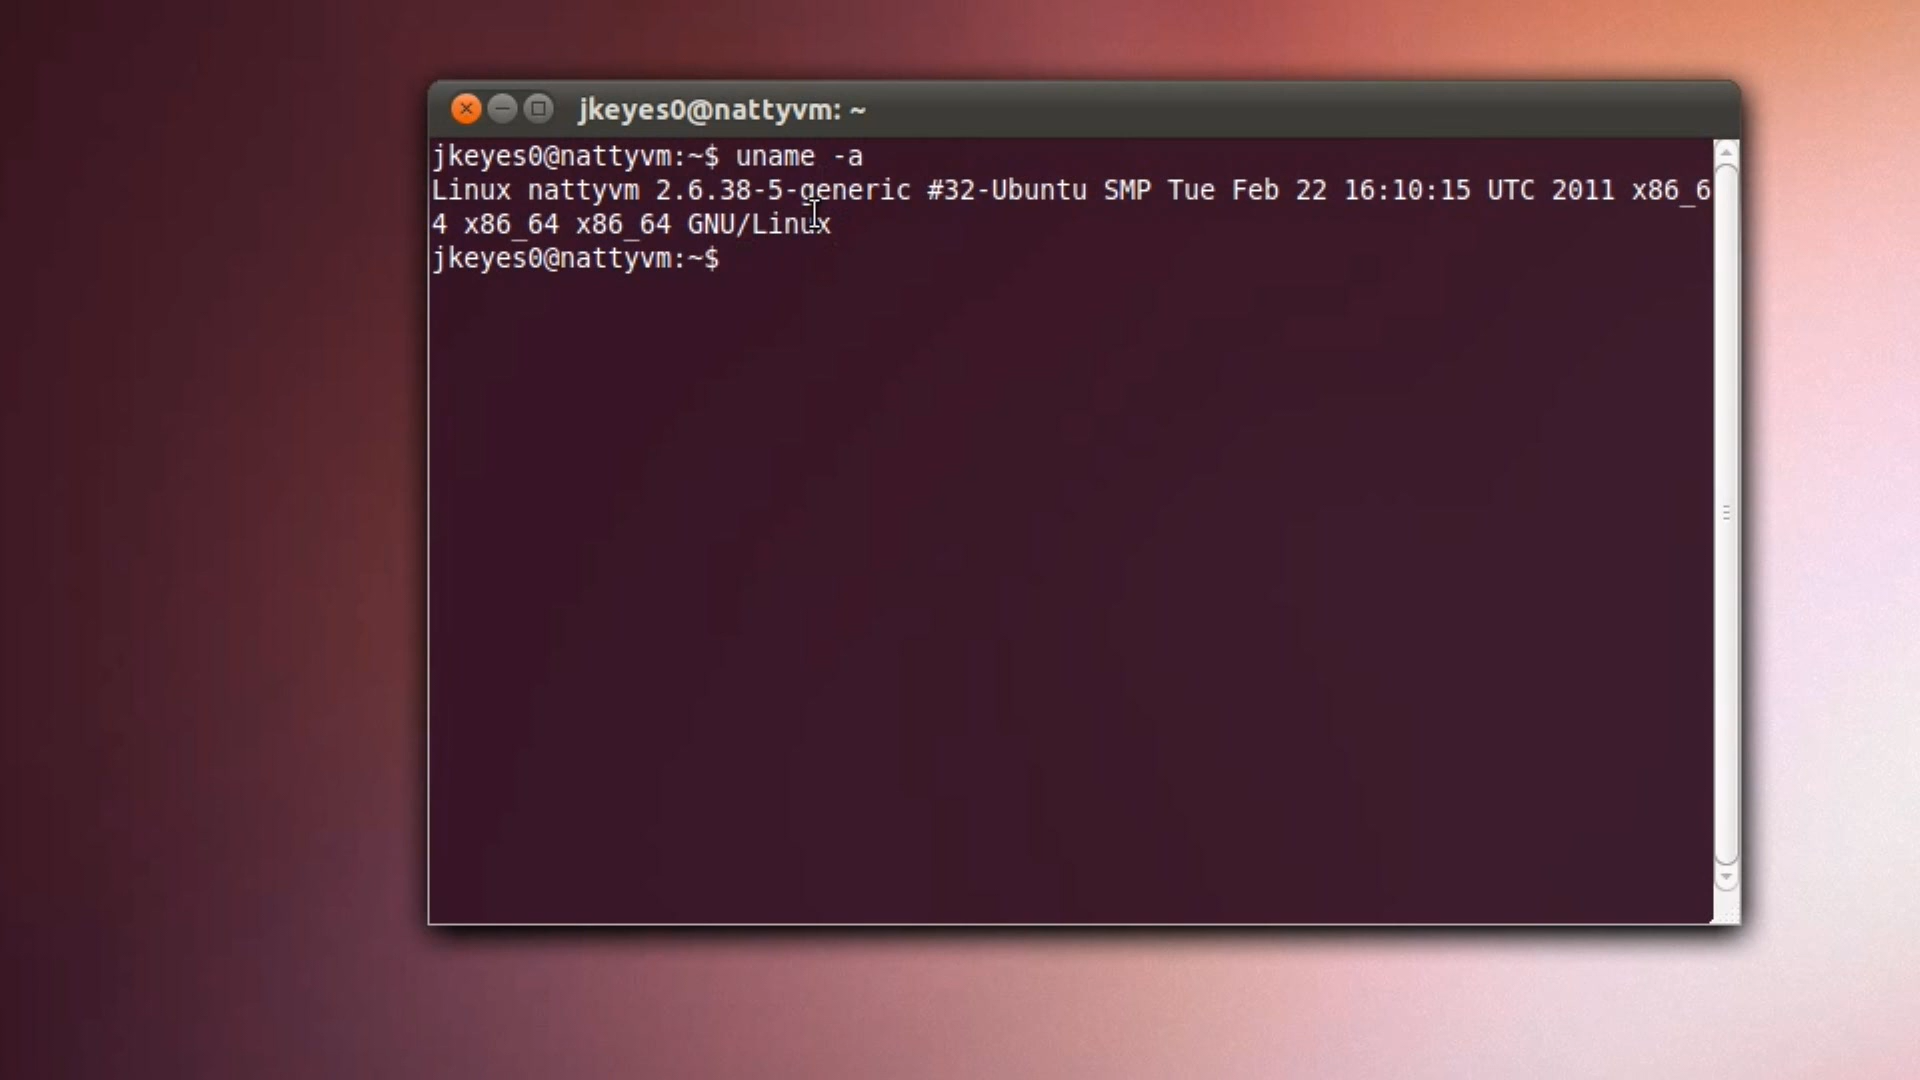 jkeyes0@nattyvm: ~
jkeyes0@nattyvm:~$ uname -a
Linux nattyvm 2.6.38-5-generic #32-Ubuntu SMP Tue Feb 22 16:10:15 UTC 2011 x86_6
4 x86_64 x86_64 GNU/Linux
jkeyes0@nattyvm:~$